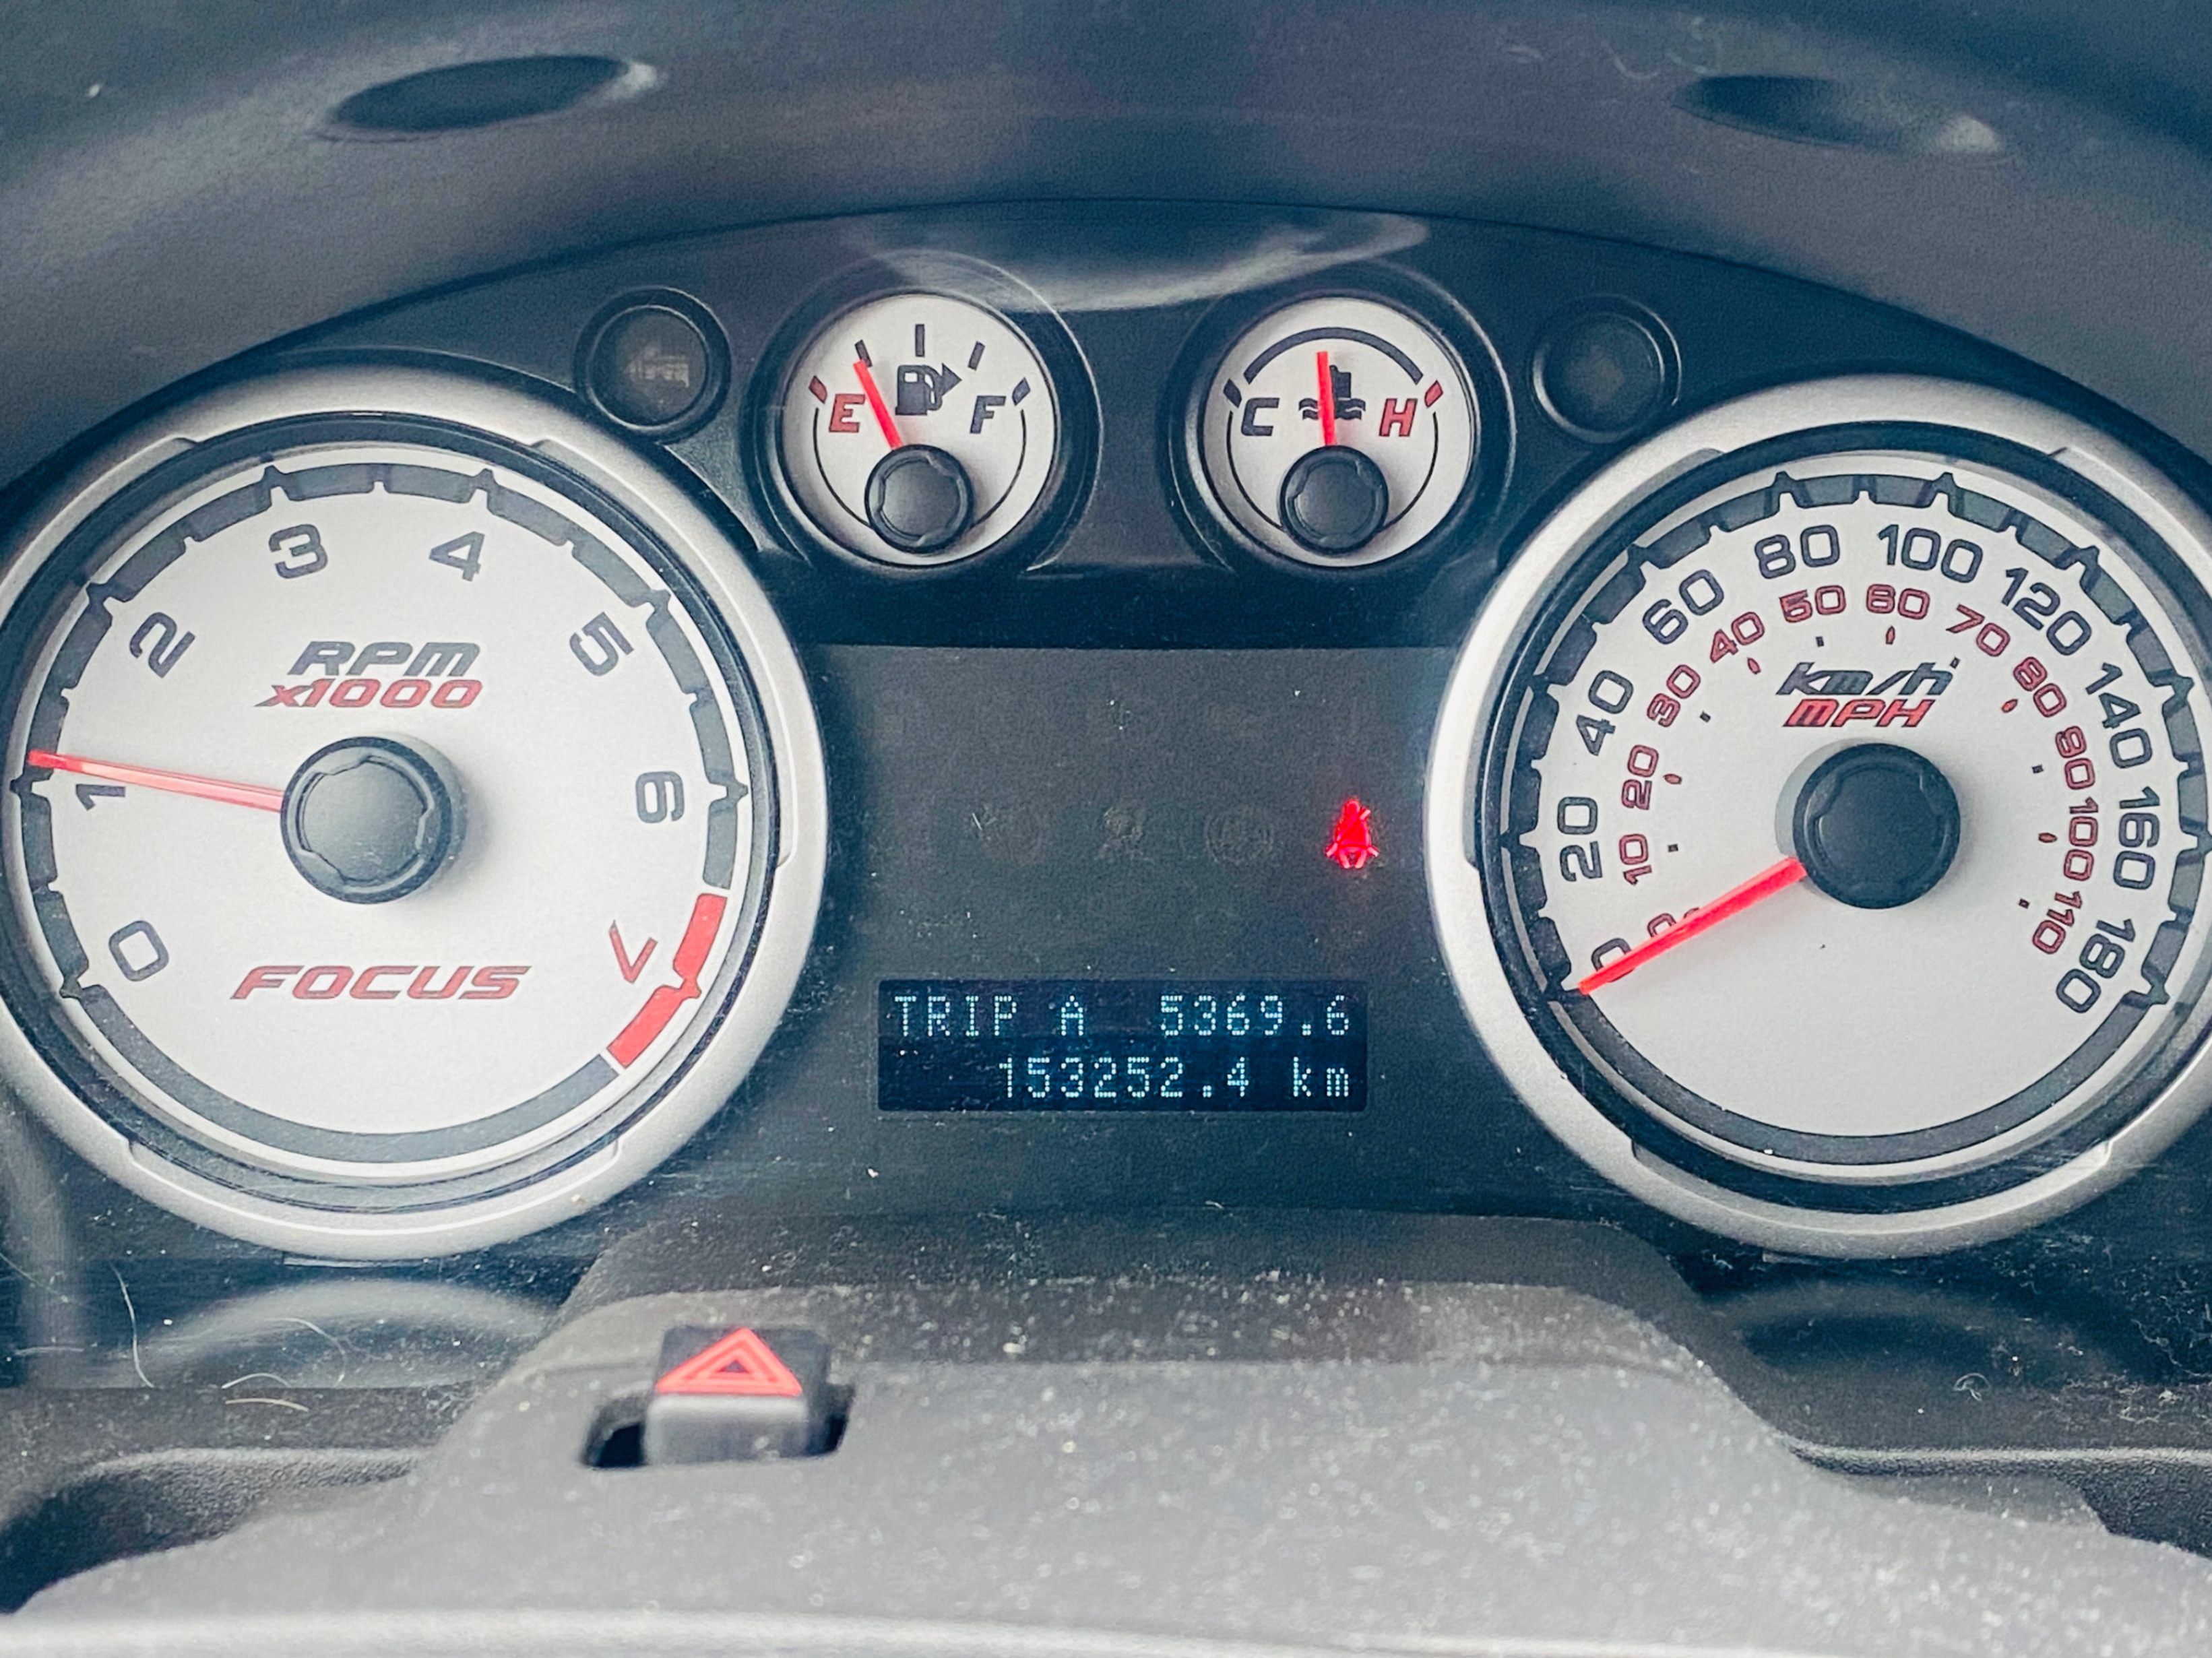 E F
C H
0 1 2 3 4 5 6 7
RPM
x1000
FOCUS
TRIP A 5369.6
153252.4 km
0 20 40 60 80 100 120 140 160 180
0 10 20 30 40 50 60 70 80 90 100 110
km/h
MPH